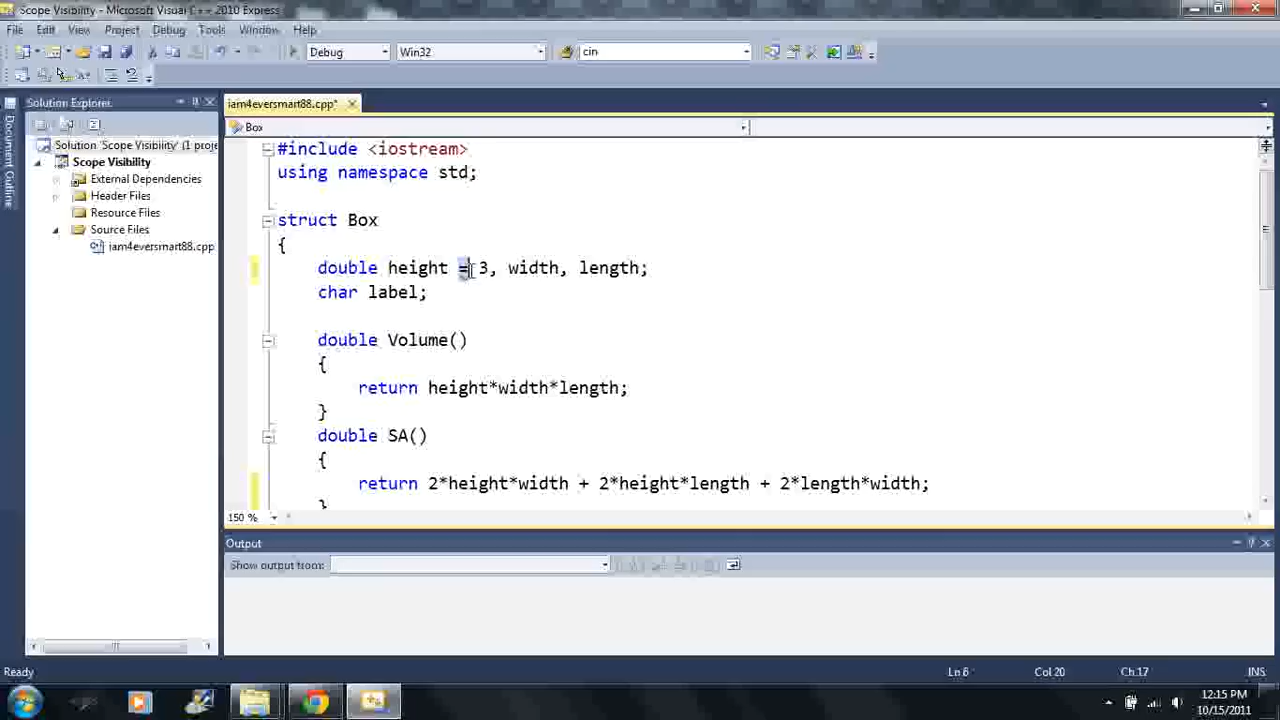 Scope Visibility - Microsoft Visual C++ 2010 Express
File Edit View Project Debug Tools Window Help
Debug Win32 cin
Solution Explorer
iam4eversmart88.cpp*
Document Outline
Box
Solution 'Scope Visibility' (1 proje
Scope Visibility
External Dependencies
Header Files
Resource Files
Source Files
iam4eversmart88.cpp
#include <iostream>
using namespace std;
struct Box
{
double height = 3, width, length;
char label;
double Volume()
{
return height*width*length;
}
double SA()
{
return 2*height*width + 2*height*length + 2*length*width;
}
150 %
Output
Show output from:
Ready Ln 6 Col 20 Ch 17 INS
12:15 PM
10/15/2011